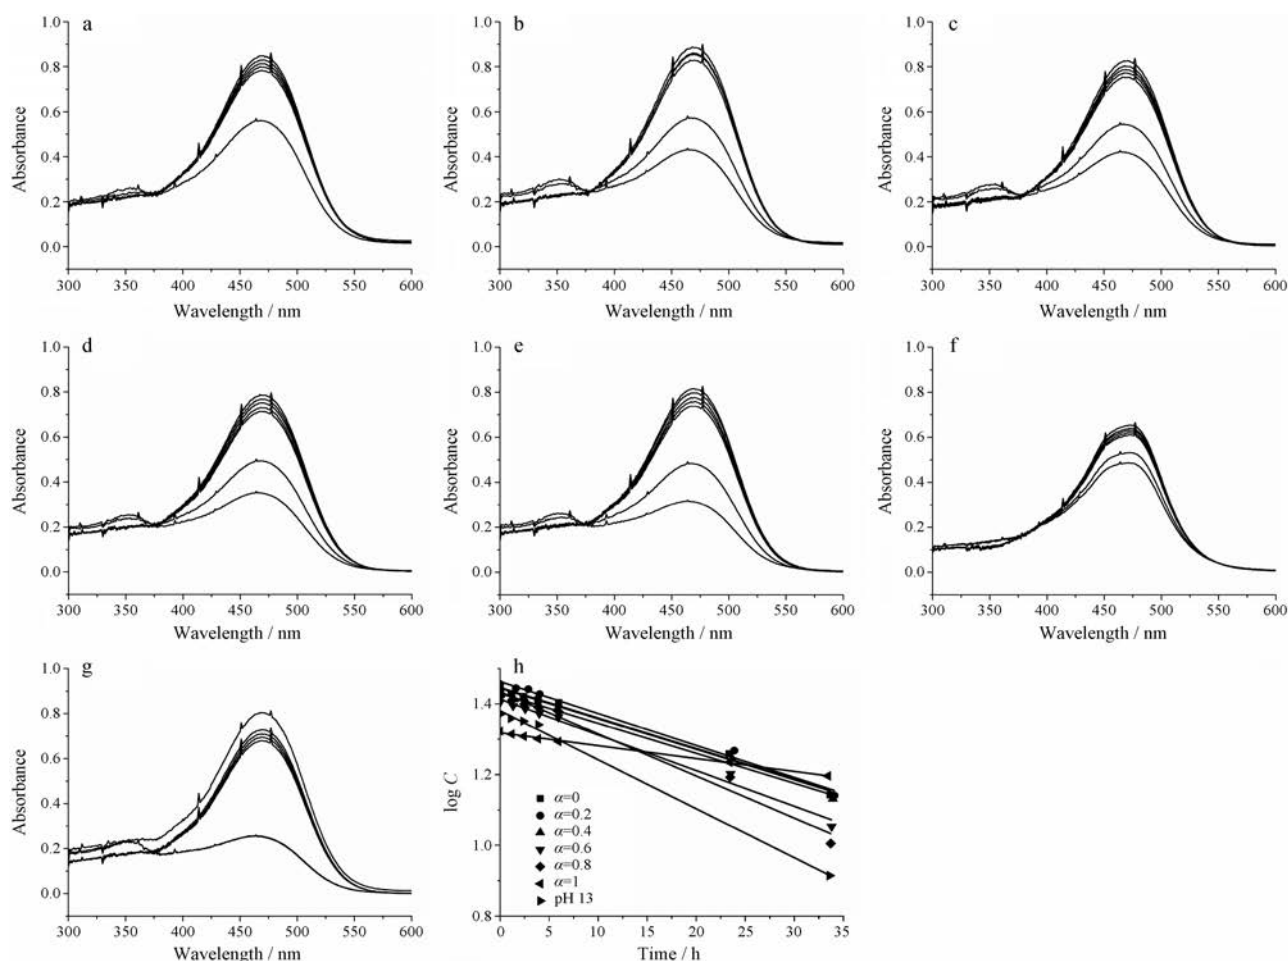 a
1.0
0.8
0.6
0.4
0.2
0.0
Absorbance
300 350 400 450 500 550 600
Wavelength / nm
b
1.0
0.8
0.6
0.4
0.2
0.0
Absorbance
300 350 400 450 500 550 600
Wavelength / nm
c
1.0
0.8
0.6
0.4
0.2
0.0
Absorbance
300 350 400 450 500 550 600
Wavelength / nm
d
1.0
0.8
0.6
0.4
0.2
0.0
Absorbance
300 350 400 450 500 550 600
Wavelength / nm
e
1.0
0.8
0.6
0.4
0.2
0.0
Absorbance
300 350 400 450 500 550 600
Wavelength / nm
f
1.0
0.8
0.6
0.4
0.2
0.0
Absorbance
300 350 400 450 500 550 600
Wavelength / nm
g
1.0
0.8
0.6
0.4
0.2
0.0
Absorbance
300 350 400 450 500 550 600
Wavelength / nm
h
1.4
1.2
1.0
0.8
log C
α=0
α=0.2
α=0.4
α=0.6
α=0.8
α=1
pH 13
0 5 10 15 20 25 30 35
Time / h